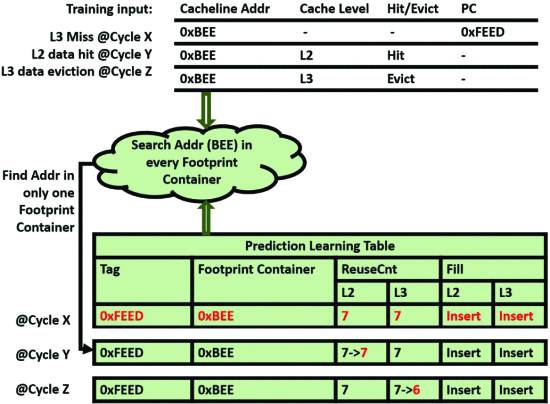 Training input:
Cacheline Addr Cache Level Hit/Evict PC
L3 Miss @Cycle X 0xBEE - - 0xFEED
L2 data hit @Cycle Y 0xBEE L2 Hit -
L3 data eviction @Cycle Z 0xBEE L3 Evict -
Search Addr (BEE) in
every Footprint
Container
Find Addr in
only one
Footprint
Container
Prediction Learning Table
Tag Footprint Container ReuseCnt Fill
L2 L3 L2 L3
@Cycle X 0xFEED 0xBEE 7 7 Insert Insert
@Cycle Y 0xFEED 0xBEE 7->7 7 Insert Insert
@Cycle Z 0xFEED 0xBEE 7 7->6 Insert Insert